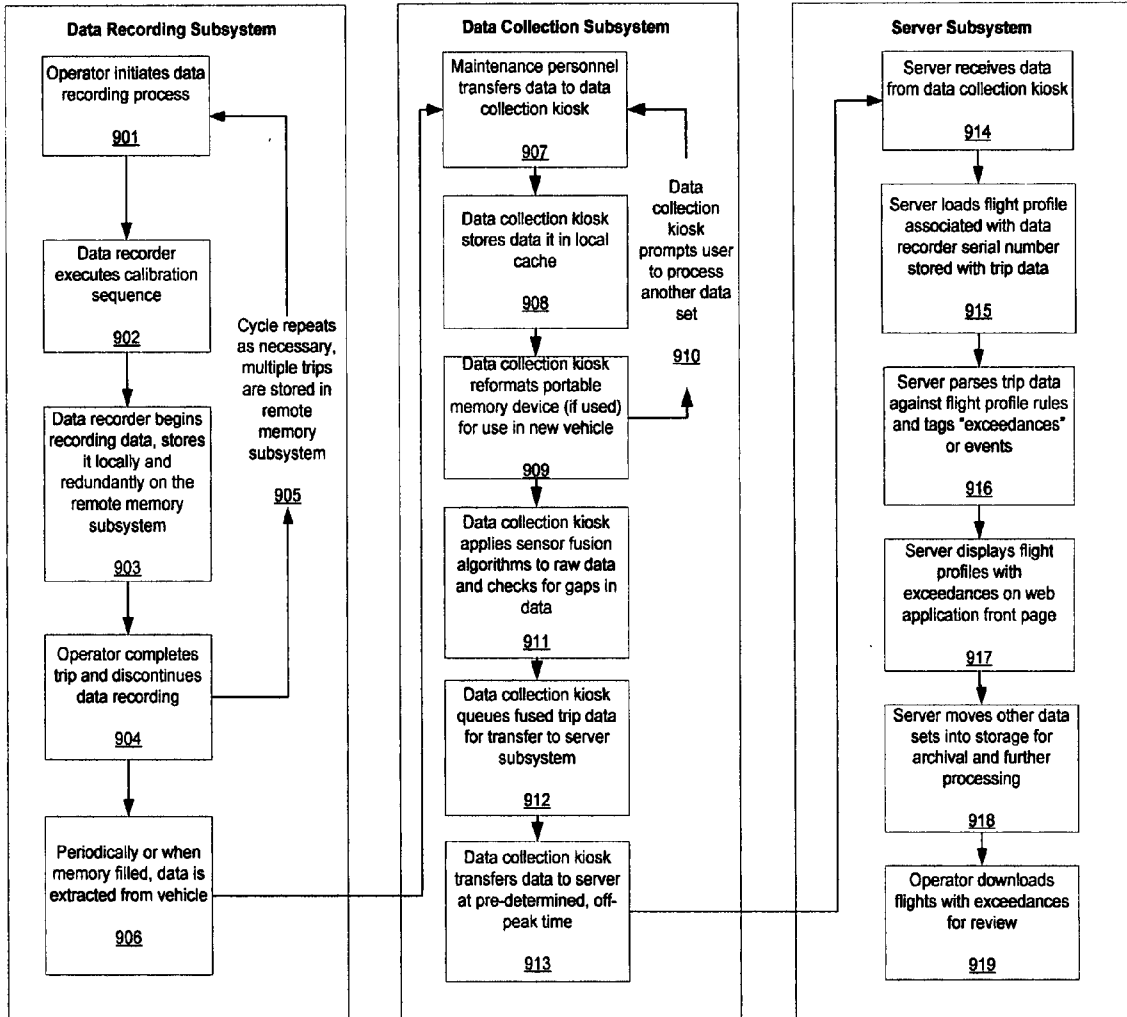 Data Recording Subsystem
Operator initiates data
recording process
901
Data recorder
executes calibration
sequence
902
Data recorder begins
recording data, stores
it locally and
redundantly on the
remote memory
subsystem
903
Operator completes
trip and discontinues
data recording
904
Cycle repeats
as necessary,
multiple trips
are stored in
remote
memory
subsystem
905
Periodically or when
memory filled, data is
extracted from vehicle
906
Data Collection Subsystem
Maintenance personnel
transfers data to data
collection kiosk
907
Data collection kiosk
stores data it in local
cache
908
Data collection kiosk
reformats portable
memory device (if used)
for use in new vehicle
909
Data
collection
kiosk
prompts user
to process
another data
set
910
Data collection kiosk
applies sensor fusion
algorithms to raw data
and checks for gaps in
data
911
Data collection kiosk
queues fused trip data
for transfer to server
subsystem
912
Data collection kiosk
transfers data to server
at pre-determined, off-
peak time
913
Server Subsystem
Server receives data
from data collection kiosk
914
Server loads flight profile
associated with data
recorder serial number
stored with trip data
915
Server parses trip data
against flight profile rules
and tags "exceedances"
or events
916
Server displays flight
profiles with
exceedances on web
application front page
917
Server moves other data
sets into storage for
archival and further
processing
918
Operator downloads
flights with exceedances
for review
919